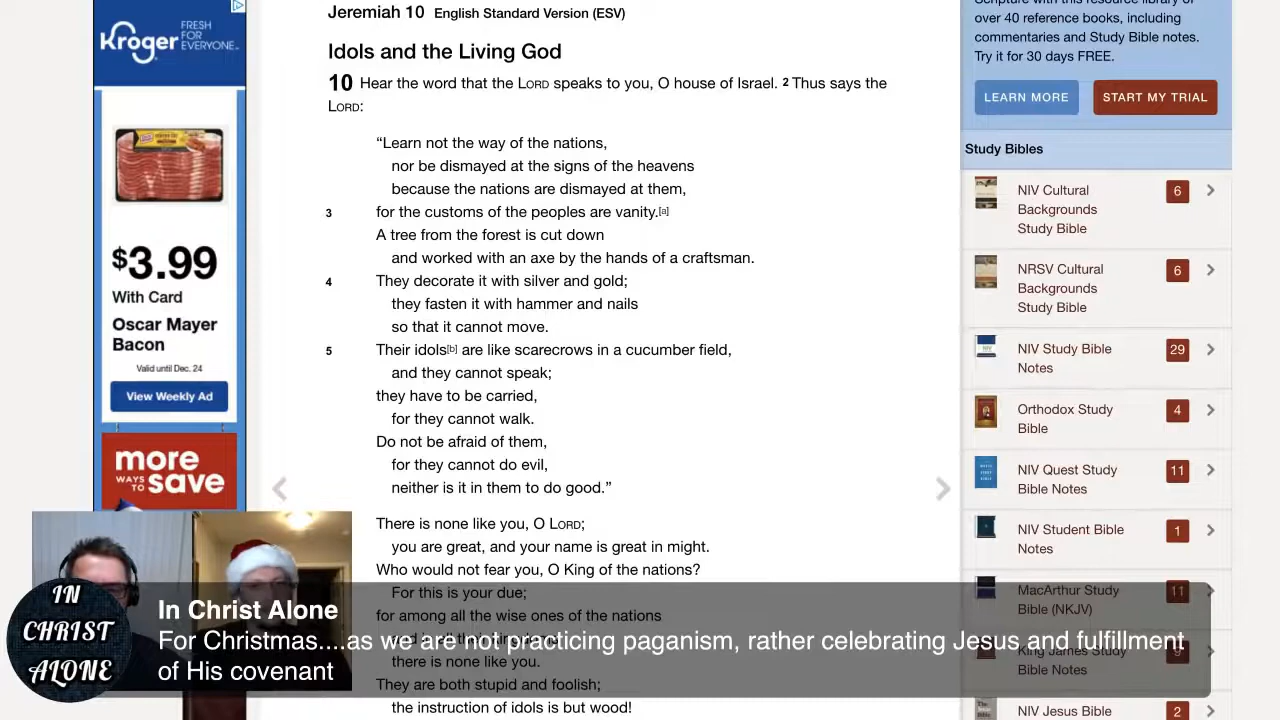 Kroger
FRESH
FOR
EVERYONE
$3.99
With Card
Oscar Mayer
Bacon
Valid until Dec. 24
View Weekly Ad
more
WAYS
TO
save
Jeremiah 10 English Standard Version (ESV)
Idols and the Living God
10 Hear the word that the LORD speaks to you, O house of Israel. 2 Thus says the
LORD:
“Learn not the way of the nations,
nor be dismayed at the signs of the heavens
because the nations are dismayed at them,
3 for the customs of the peoples are vanity.[a]
A tree from the forest is cut down
and worked with an axe by the hands of a craftsman.
4 They decorate it with silver and gold;
they fasten it with hammer and nails
so that it cannot move.
5 Their idols[b] are like scarecrows in a cucumber field,
and they cannot speak;
they have to be carried,
for they cannot walk.
Do not be afraid of them,
for they cannot do evil,
neither is it in them to do good.”
There is none like you, O LORD;
you are great, and your name is great in might.
Who would not fear you, O King of the nations?
For this is your due;
for among all the wise ones of the nations
there is none like you.
They are both stupid and foolish;
the instruction of idols is but wood!
Scripture with this resource library of
over 40 reference books, including
commentaries and Study Bible notes.
Try it for 30 days FREE.
LEARN MORE START MY TRIAL
Study Bibles
NIV Cultural
Backgrounds
Study Bible
6
NRSV Cultural
Backgrounds
Study Bible
6
NIV Study Bible
Notes
29
Orthodox Study
Bible
4
NIV Quest Study
Bible Notes
11
NIV Student Bible
Notes
1
MacArthur Study
Bible (NKJV)
11
King James Study
Bible Notes
9
NIV Jesus Bible
2
IN
CHRIST
ALONE
In Christ Alone
For Christmas....as we are not practicing paganism, rather celebrating Jesus and fulfillment
of His covenant